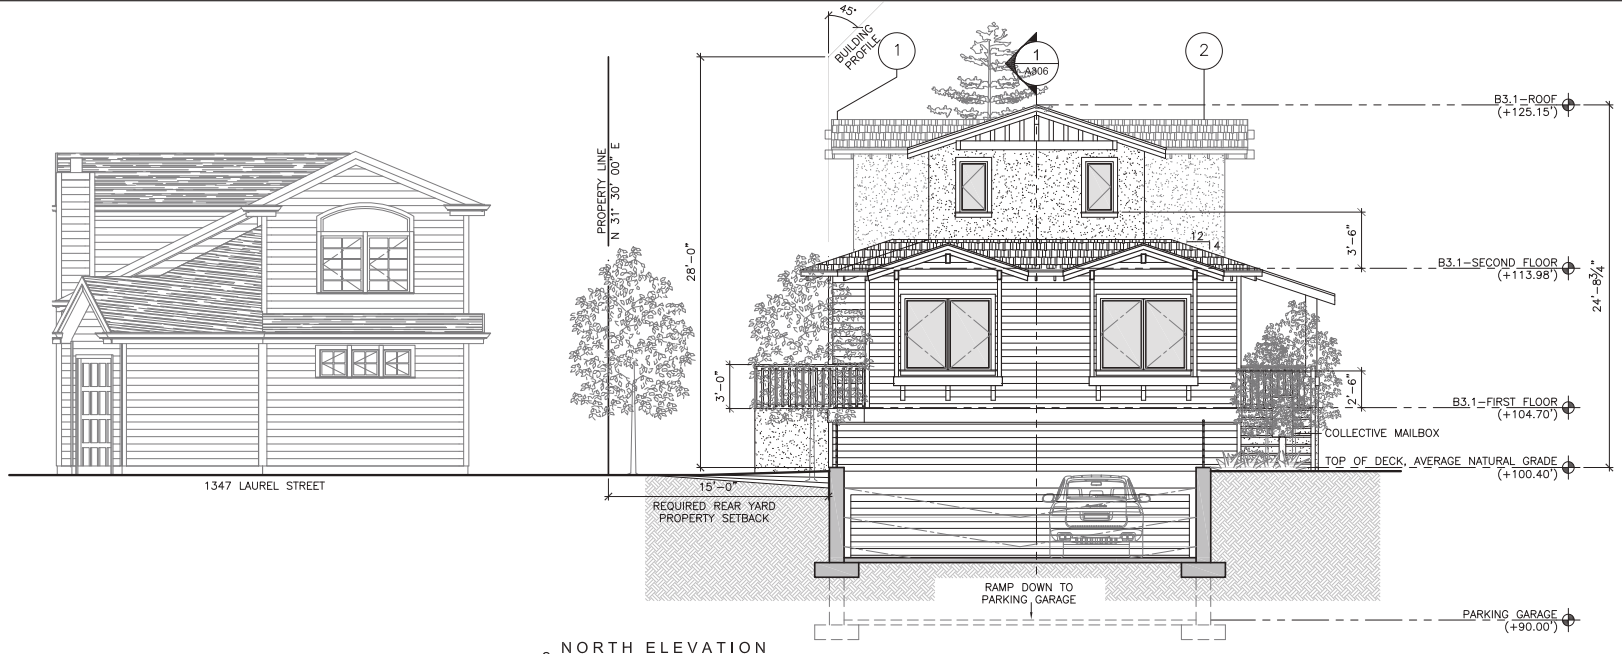 45°
BUILDING
PROFILE
1
1
A306
2
B3.1-ROOF
(+125.15')
PROPERTY LINE
N 31° 30' 00" E
28'-0"
12
4
3'-6"
B3.1-SECOND FLOOR
(+113.98')
24'-8¾"
3'-0"
2'-6"
B3.1-FIRST FLOOR
(+104.70')
COLLECTIVE MAILBOX
TOP OF DECK, AVERAGE NATURAL GRADE
(+100.40')
1347 LAUREL STREET
15'-0"
REQUIRED REAR YARD
PROPERTY SETBACK
RAMP DOWN TO
PARKING GARAGE
PARKING GARAGE
(+90.00')
NORTH ELEVATION